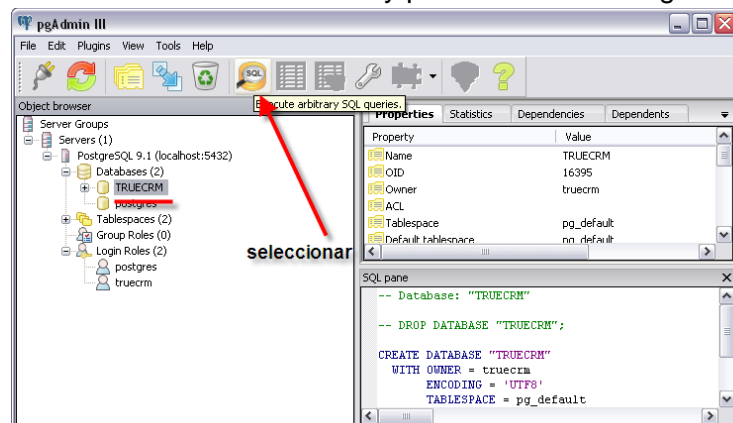 pgAdmin III
File Edit Plugins View Tools Help
SQL
Execute arbitrary SQL queries.
Object browser
Server Groups
Servers (1)
PostgreSQL 9.1 (localhost:5432)
Databases (2)
TRUECRM
postgres
Tablespaces (2)
Group Roles (0)
Login Roles (2)
postgres
truecrm
seleccionar
Properties Statistics Dependencies Dependents
Property Value
Name TRUECRM
OID 16395
Owner truecrm
ACL
Tablespace pg_default
Default tablespace pg_default
SQL pane
-- Database: "TRUECRM"
-- DROP DATABASE "TRUECRM";
CREATE DATABASE "TRUECRM"
WITH OWNER = truecrm
ENCODING = 'UTF8'
TABLESPACE = pg_default